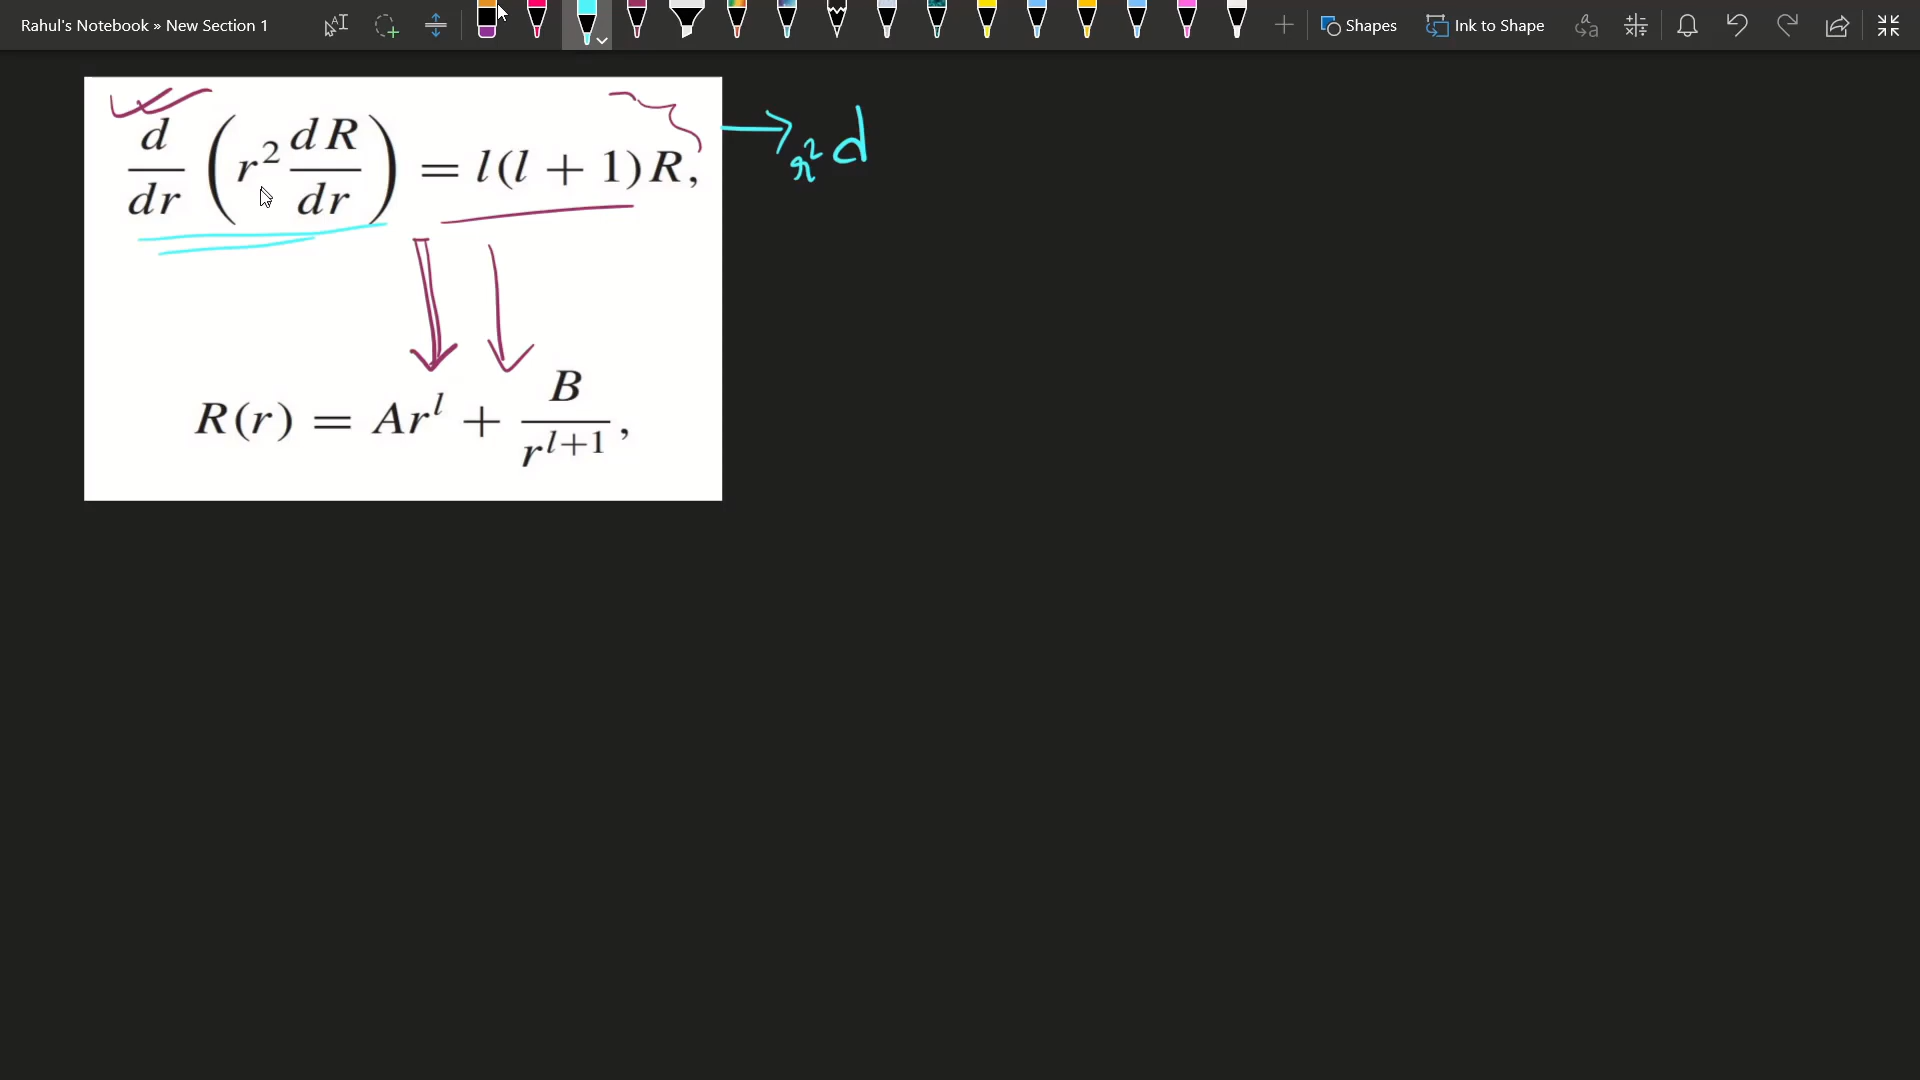 Rahul's Notebook » New Section 1
Shapes
Ink to Shape
d/dr (r² dR/dr) = l(l + 1)R,
→ r² d
R(r) = Ar^l + B/r^{l+1},